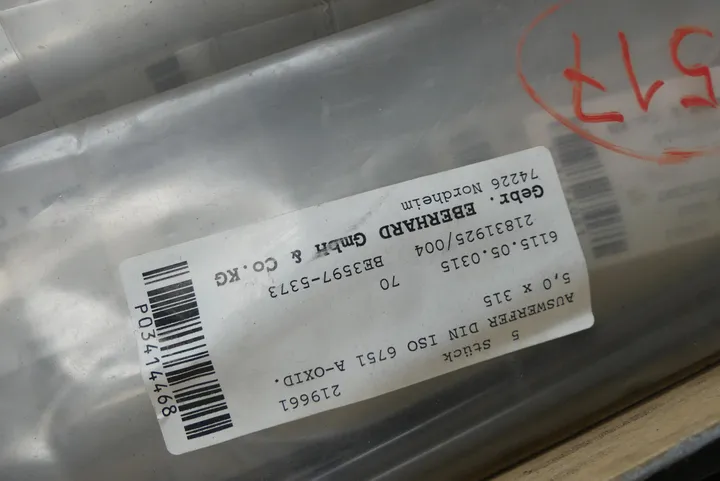 517
5 Stück 219661
AUSWERFER DIN ISO 6751 A-OXID.
5,0 x 315
6115.05.0315 70
21831925/004 BE3597-5373
Gebr. EBERHARD GmbH & Co.KG
74226 Nordheim
P03414468